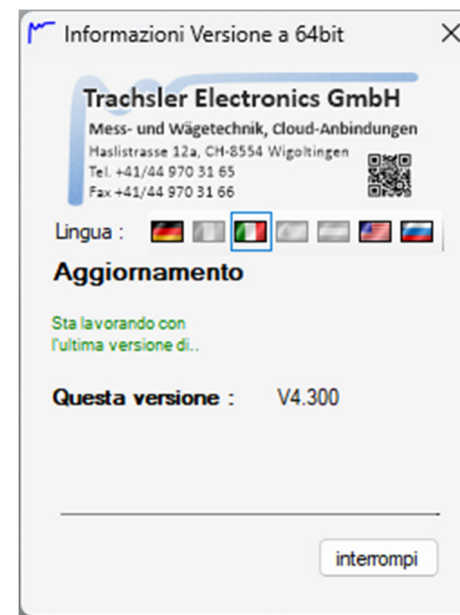 Informazioni Versione a 64bit
Trachsler Electronics GmbH
Mess- und Wägetechnik, Cloud-Anbindungen
Haslistrasse 12a, CH-8554 Wigoltingen
Tel. +41/44 970 31 65
Fax +41/44 970 31 66
Lingua :
Aggiornamento
Sta lavorando con
l'ultima versione di..
Questa versione : V4.300
interrompi